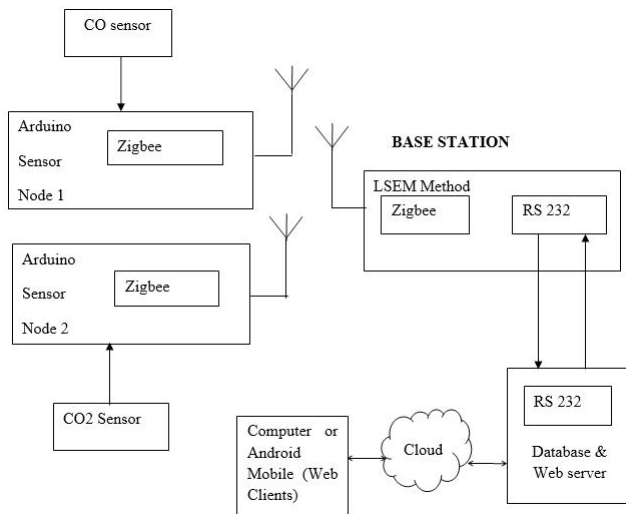 CO sensor
Arduino
Sensor
Node 1
Zigbee
BASE STATION
LSEM Method
Zigbee
RS 232
Arduino
Sensor
Node 2
Zigbee
CO2 Sensor
Computer or
Android
Mobile (Web
Clients)
Cloud
RS 232
Database &
Web server